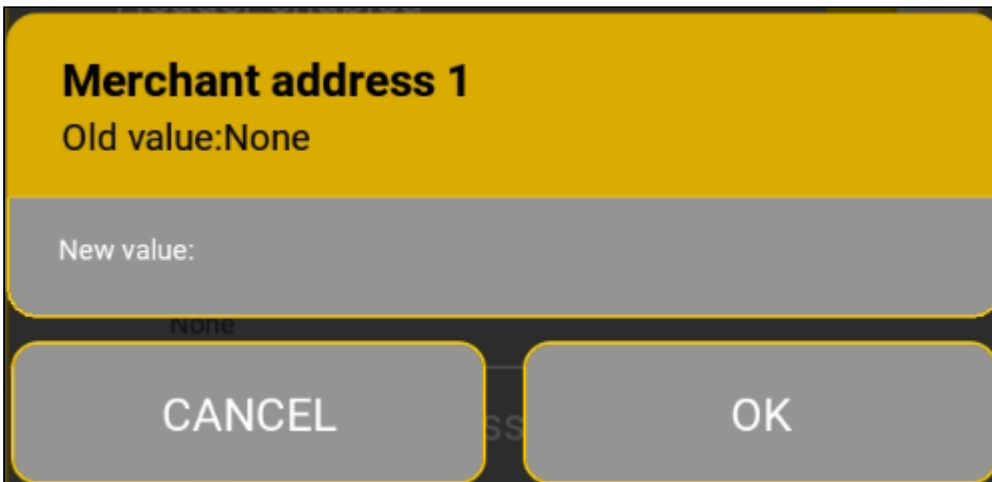 Merchant address 1
Old value:None
New value:
None
CANCEL
OK